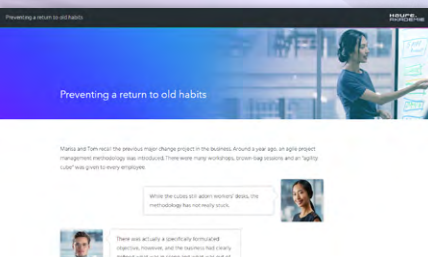 Preventing a return to old habits
HAUFE.
AKADEMIE
Preventing a return to old habits
Marisa and Tom recall the previous major change project in the business. Around a year ago, an agile project
management methodology was introduced. There were many workshops, brown-bag sessions and an "agility
cube" was given to every employee.
While the cubes still adorn workers' desks, the
methodology has not really stuck.
There was actually a specifically formulated
objective, however, and the business had clearly